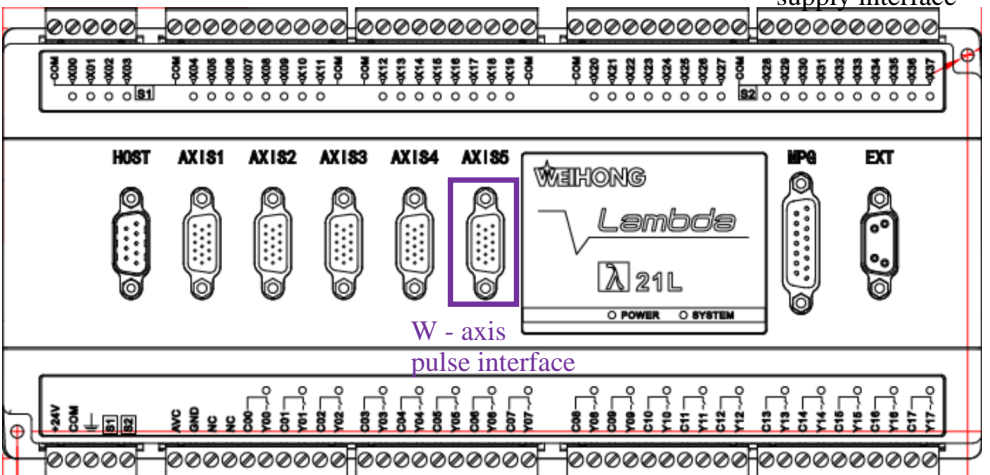 supply interface
COM X00 X01 X02 X03 COM X04 X05 X06 X07 X08 X09 X10 X11 COM X12 X13 X14 X15 X16 X17 X18 X19 COM COM X20 X21 X22 X23 X24 X25 X26 X27 COM X28 X29 X30 X31 X32 X33 X34 X35 X36 X37
S1 S2
HOST AXIS1 AXIS2 AXIS3 AXIS4 AXIS5 MPG EXT
WEIHONG
Lambda
λ 21L
POWER SYSTEM
W - axis
pulse interface
+24V COM S1 S2 AVC GND NC NC C00 Y00 C01 Y01 C02 Y02 C03 Y03 C04 Y04 C05 Y05 C06 Y06 C07 Y07 C08 Y08 C09 Y09 C10 Y10 C11 Y11 C12 Y12 C13 Y13 C14 Y14 C15 Y15 C16 Y16 C17 Y17